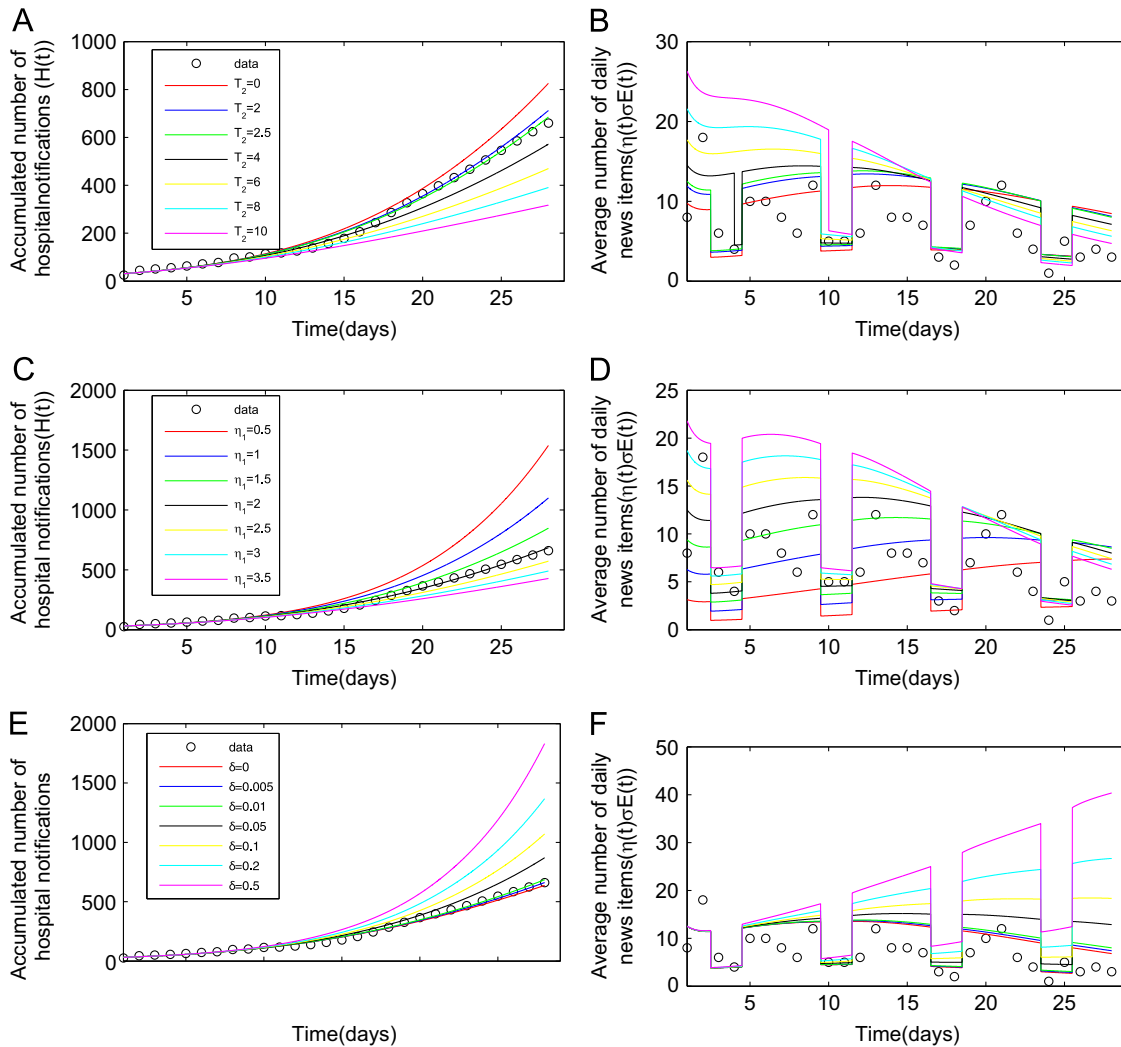 A
Accumulated number of
hospitalnotifications (H(t))
1000
800
600
400
200
0
data
T2=0
T2=2
T2=2.5
T2=4
T2=6
T2=8
T2=10
5 10 15 20 25
Time(days)
B
Average number of daily
news items(η(t)σE(t))
30
20
10
0
5 10 15 20 25
Time(days)
C
Accumulated number of
hospital notifications(H(t))
2000
1500
1000
500
0
data
η1=0.5
η1=1
η1=1.5
η1=2
η1=2.5
η1=3
η1=3.5
5 10 15 20 25
Time(days)
D
Average number of daily
news items(η(t)σE(t))
25
20
15
10
5
0
5 10 15 20 25
Time(days)
E
Accumulated number of
hospital notifications
2000
1500
1000
500
0
data
δ=0
δ=0.005
δ=0.01
δ=0.05
δ=0.1
δ=0.2
δ=0.5
Time(days)
F
Average number of daily
news items(η(t)σE(t))
50
40
30
20
10
0
5 10 15 20 25
Time(days)